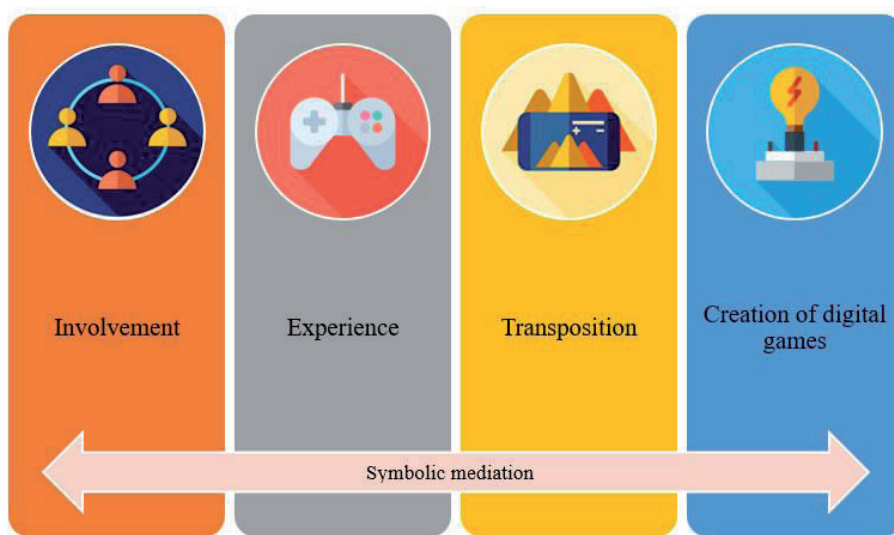 Involvement
Experience
Transposition
Creation of digital
games
Symbolic mediation